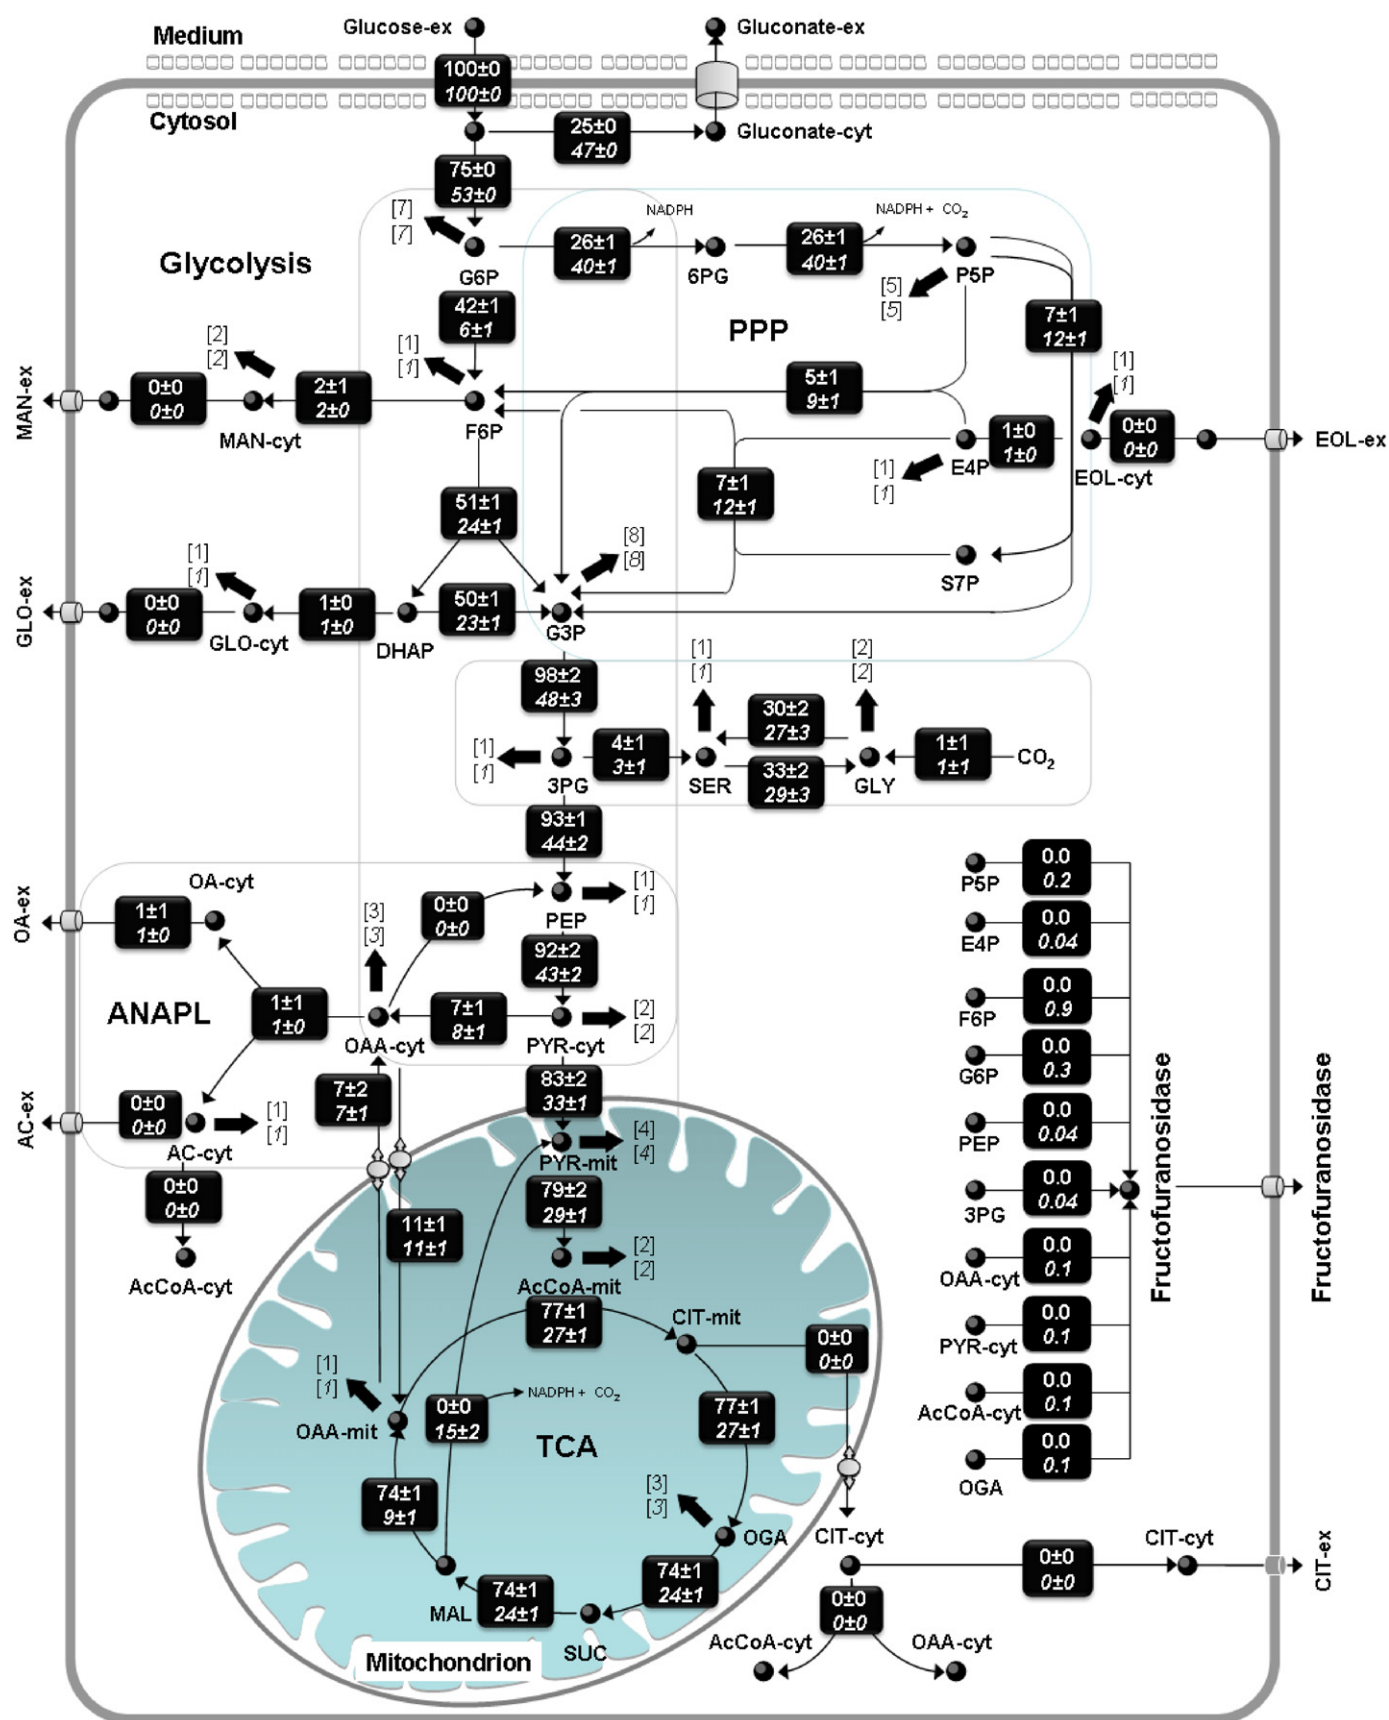 Medium
Glucose-ex
Gluconate-ex
100±0
100±0
Cytosol
25±0
47±0
Gluconate-cyt
75±0
53±0
[7]
[7]
NADPH
NADPH + CO2
Glycolysis
26±1
40±1
26±1
40±1
G6P
6PG
P5P
[5]
[5]
42±1
6±1
PPP
7±1
12±1
[2]
[2]
[1]
[1]
[1]
[1]
MAN-ex
0±0
0±0
2±1
2±0
5±1
9±1
MAN-cyt
F6P
1±0
1±0
0±0
0±0
EOL-ex
E4P
EOL-cyt
[1]
[1]
51±1
24±1
7±1
12±1
[1]
[1]
[8]
[8]
S7P
GLO-ex
0±0
0±0
1±0
1±0
50±1
23±1
GLO-cyt
DHAP
G3P
98±2
48±3
[1]
[1]
[2]
[2]
30±2
27±3
[1]
[1]
4±1
3±1
1±1
1±1
CO2
3PG
SER
33±2
29±3
GLY
93±1
44±2
OA-ex
OA-cyt
1±1
1±0
[3]
[3]
0±0
0±0
[1]
[1]
PEP
92±2
43±2
ANAPL
1±1
1±0
7±1
8±1
[2]
[2]
OAA-cyt
PYR-cyt
AC-ex
0±0
0±0
[1]
[1]
AC-cyt
7±2
7±1
83±2
33±1
[4]
[4]
PYR-mit
0±0
0±0
79±2
29±1
11±1
11±1
[2]
[2]
AcCoA-cyt
AcCoA-mit
77±1
27±1
CIT-mit
0±0
0±0
[1]
[1]
OAA-mit
0±0
15±2
NADPH + CO2
77±1
27±1
TCA
74±1
9±1
[3]
[3]
OGA
74±1
24±1
MAL
74±1
24±1
SUC
Mitochondrion
P5P
0.0
0.2
E4P
0.0
0.04
F6P
0.0
0.9
G6P
0.0
0.3
PEP
0.0
0.04
3PG
0.0
0.04
OAA-cyt
0.0
0.1
PYR-cyt
0.0
0.1
AcCoA-cyt
0.0
0.1
OGA
0.0
0.1
Fructofuranosidase
Fructofuranosidase
CIT-cyt
0±0
0±0
CIT-cyt
CIT-ex
0±0
0±0
AcCoA-cyt
OAA-cyt